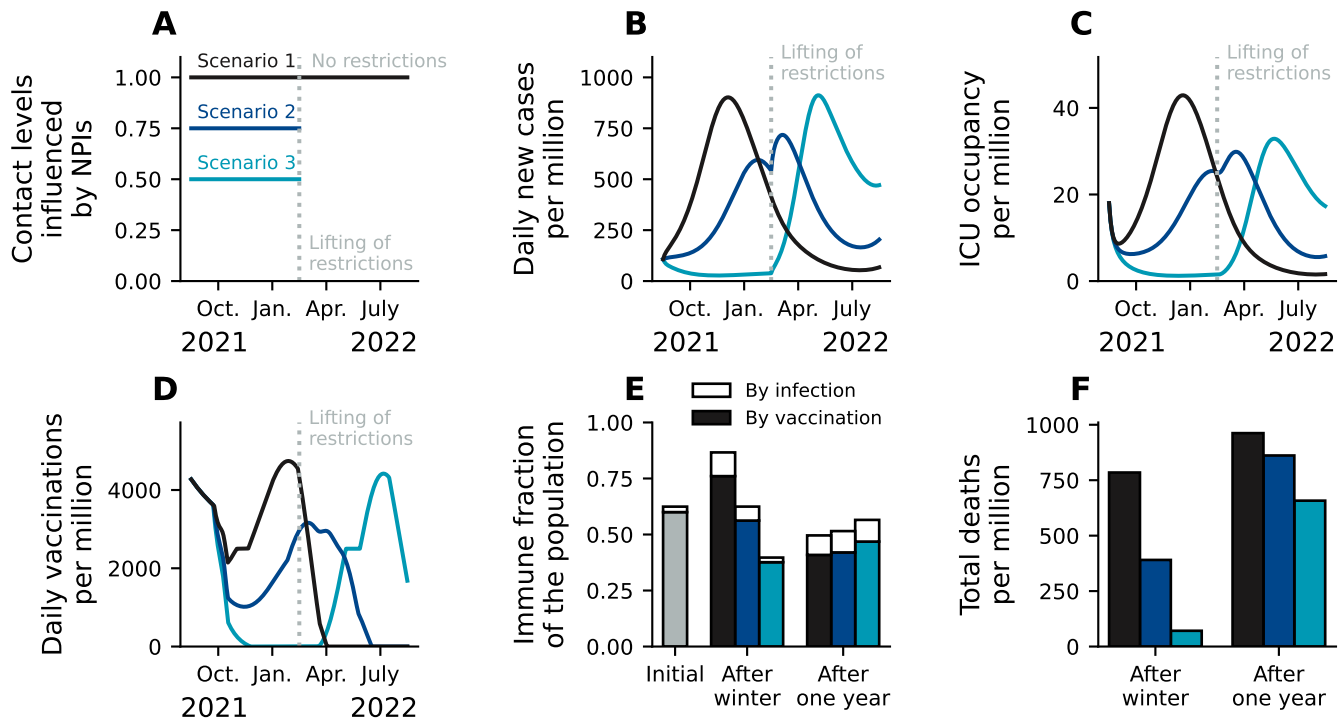 A
Contact levels
influenced
by NPIs
1.00
0.75
0.50
0.25
0.00
Scenario 1
No restrictions
Scenario 2
Scenario 3
Lifting of
restrictions
Oct. Jan. Apr. July
2021 2022
B
Daily new cases
per million
1000
750
500
250
0
Lifting of
restrictions
Oct. Jan. Apr. July
2021 2022
C
ICU occupancy
per million
40
20
0
Lifting of
restrictions
Oct. Jan. Apr. July
2021 2022
D
Daily vaccinations
per million
4000
2000
0
Lifting of
restrictions
Oct. Jan. Apr. July
2021 2022
E
By infection
By vaccination
Immune fraction
of the population
1.00
0.75
0.50
0.25
0.00
Initial
After
winter
After
one year
F
Total deaths
per million
1000
750
500
250
0
After
winter
After
one year